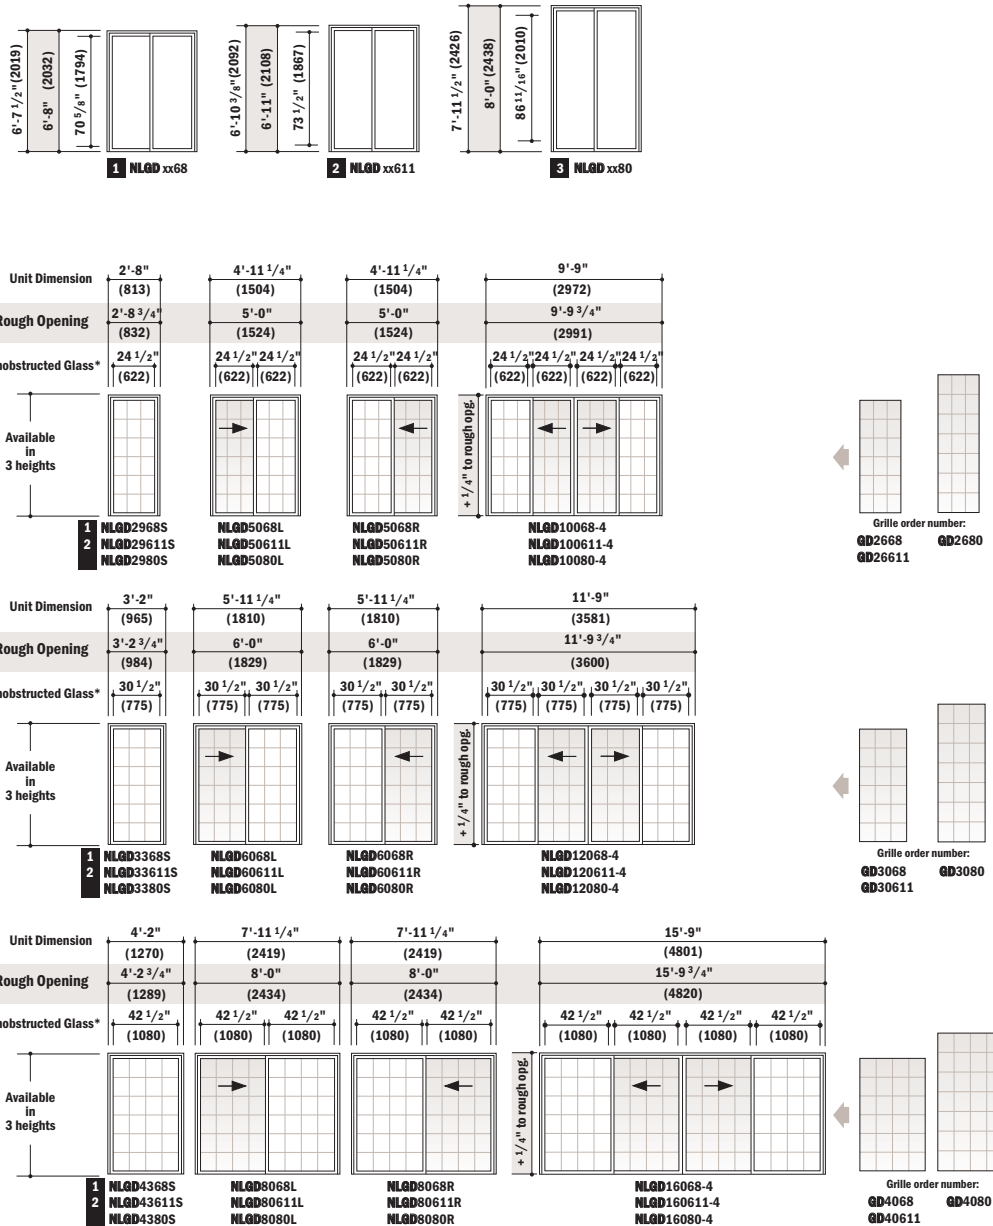 6'-7 1/2"(2019)
6'-8" (2032)
70 5/8" (1794)
1 NLGD xx68
6'-10 3/8"(2092)
6'-11" (2108)
73 1/2" (1867)
2 NLGD xx611
7'-11 1/2" (2426)
8'-0" (2438)
86 11/16" (2010)
3 NLGD xx80
Unit Dimension 2'-8" 4'-11 1/4" 4'-11 1/4" 9'-9"
(813) (1504) (1504) (2972)
Rough Opening 2'-8 3/4" 5'-0" 5'-0" 9'-9 3/4"
(832) (1524) (1524) (2991)
nobstructed Glass* 24 1/2" 24 1/2" 24 1/2" 24 1/2" 24 1/2" 24 1/2" 24 1/2" 24 1/2" 24 1/2"
(622) (622) (622) (622) (622) (622) (622) (622) (622)
Available
in
3 heights
+ 1/4" to rough opg.
1 NLGD2968S NLGD5068L NLGD5068R NLGD10068-4
2 NLGD29611S NLGD50611L NLGD50611R NLGD100611-4
NLGD2980S NLGD5080L NLGD5080R NLGD10080-4
Grille order number:
GD2668 GD2680
GD26611
Unit Dimension 3'-2" 5'-11 1/4" 5'-11 1/4" 11'-9"
(965) (1810) (1810) (3581)
Rough Opening 3'-2 3/4" 6'-0" 6'-0" 11'-9 3/4"
(984) (1829) (1829) (3600)
nobstructed Glass* 30 1/2" 30 1/2" 30 1/2" 30 1/2" 30 1/2" 30 1/2" 30 1/2" 30 1/2" 30 1/2"
(775) (775) (775) (775) (775) (775) (775) (775) (775)
Available
in
3 heights
+ 1/4" to rough opg.
1 NLGD3368S NLGD6068L NLGD6068R NLGD12068-4
2 NLGD33611S NLGD60611L NLGD60611R NLGD120611-4
NLGD3380S NLGD6080L NLGD6080R NLGD12080-4
Grille order number:
GD3068 GD3080
GD30611
Unit Dimension 4'-2" 7'-11 1/4" 7'-11 1/4" 15'-9"
(1270) (2419) (2419) (4801)
Rough Opening 4'-2 3/4" 8'-0" 8'-0" 15'-9 3/4"
(1289) (2434) (2434) (4820)
nobstructed Glass* 42 1/2" 42 1/2" 42 1/2" 42 1/2" 42 1/2" 42 1/2" 42 1/2" 42 1/2" 42 1/2"
(1080) (1080) (1080) (1080) (1080) (1080) (1080) (1080) (1080)
Available
in
3 heights
+ 1/4" to rough opg.
1 NLGD4368S NLGD8068L NLGD8068R NLGD16068-4
2 NLGD43611S NLGD80611L NLGD80611R NLGD160611-4
NLGD4380S NLGD8080L NLGD8080R NLGD16080-4
Grille order number:
GD4068 GD4080
GD40611